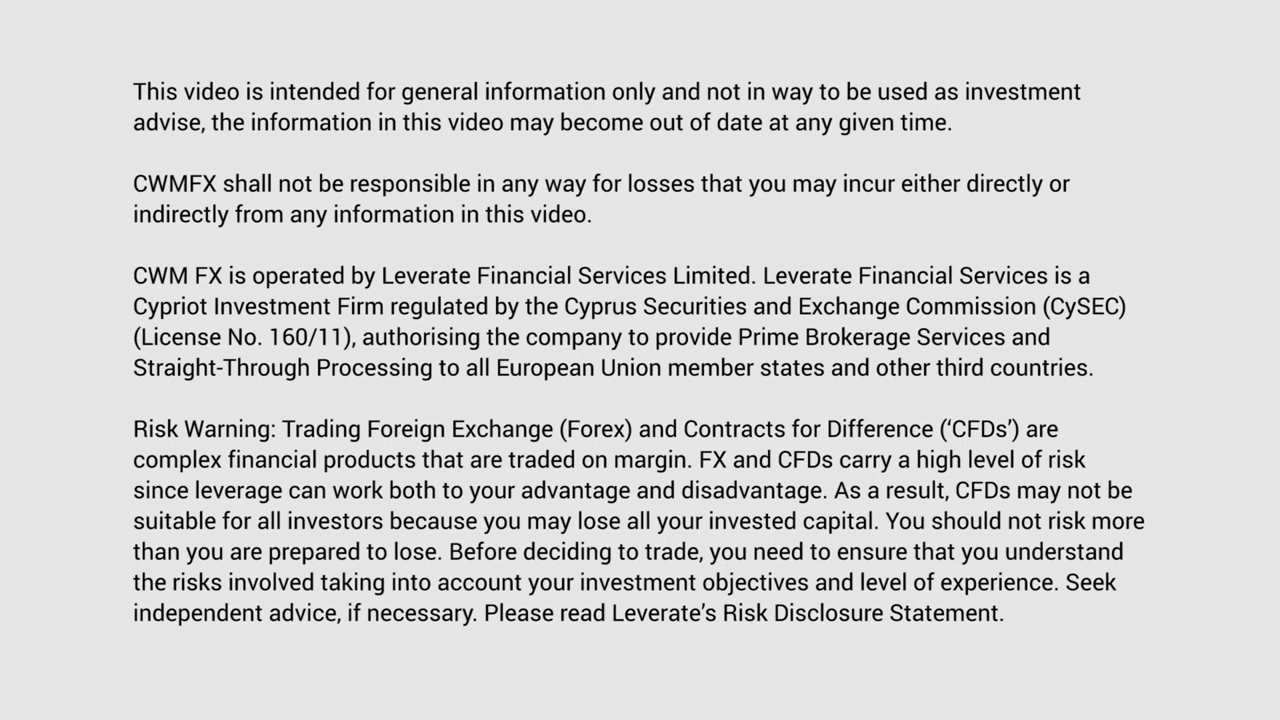 This video is intended for general information only and not in way to be used as investment
advise, the information in this video may become out of date at any given time.
CWMFX shall not be responsible in any way for losses that you may incur either directly or
indirectly from any information in this video.
CWM FX is operated by Leverate Financial Services Limited. Leverate Financial Services is a
Cypriot Investment Firm regulated by the Cyprus Securities and Exchange Commission (CySEC)
(License No. 160/11), authorising the company to provide Prime Brokerage Services and
Straight-Through Processing to all European Union member states and other third countries.
Risk Warning: Trading Foreign Exchange (Forex) and Contracts for Difference (‘CFDs’) are
complex financial products that are traded on margin. FX and CFDs carry a high level of risk
since leverage can work both to your advantage and disadvantage. As a result, CFDs may not be
suitable for all investors because you may lose all your invested capital. You should not risk more
than you are prepared to lose. Before deciding to trade, you need to ensure that you understand
the risks involved taking into account your investment objectives and level of experience. Seek
independent advice, if necessary. Please read Leverate’s Risk Disclosure Statement.